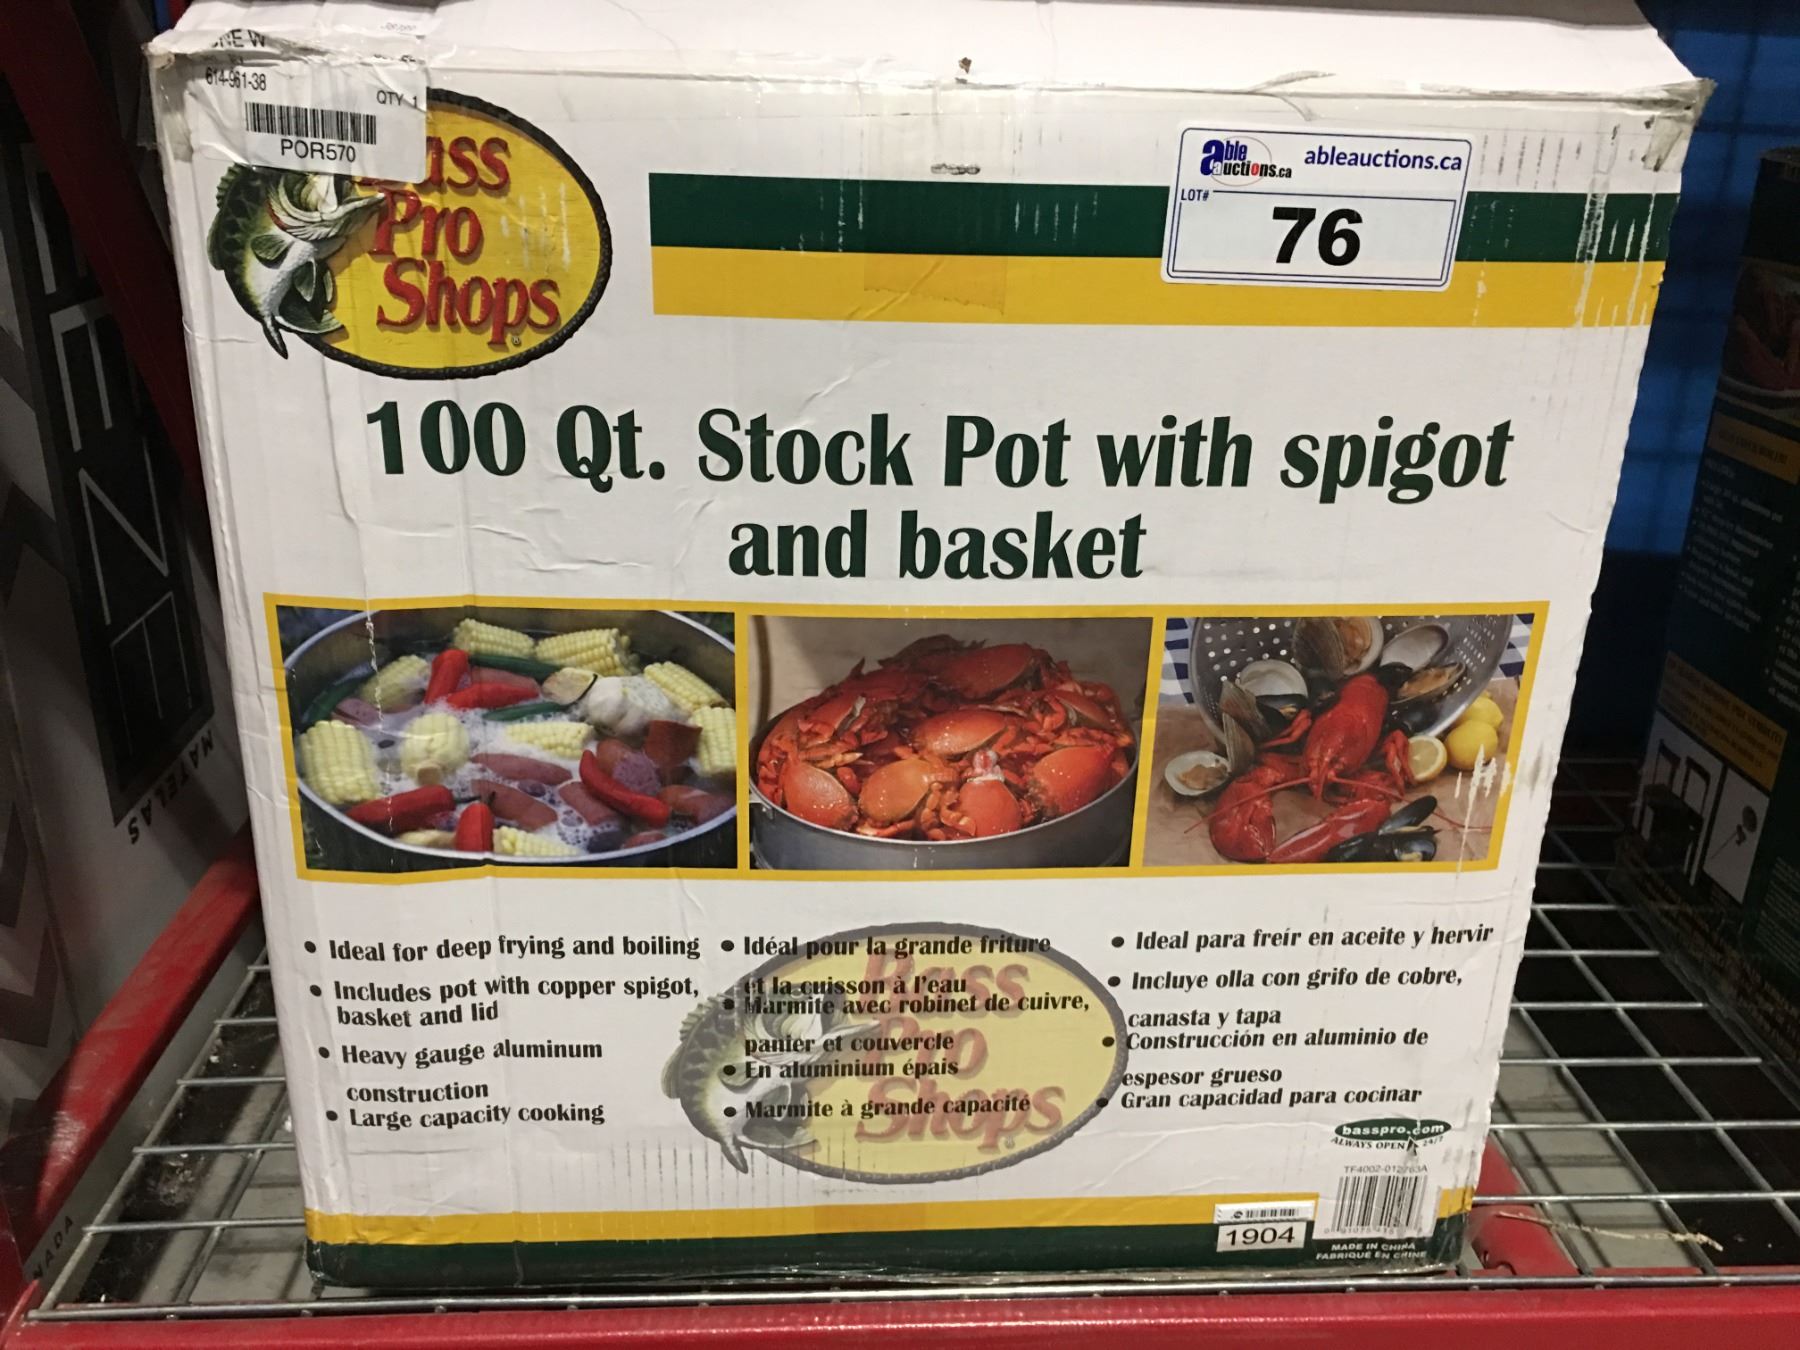 614-961-38
QTY 1
POR570
Bass
Pro
Shops
Able
Auctions.ca
ableauctions.ca
LOT#
76
100 Qt. Stock Pot with spigot
and basket
• Ideal for deep frying and boiling
• Includes pot with copper spigot,
basket and lid
• Heavy gauge aluminum
construction
• Large capacity cooking
• Idéal pour la grande friture
et la cuisson à l'eau
• Marmite avec robinet de cuivre,
panier et couvercle
• En aluminium épais
• Marmite à grande capacité
Bass
Pro
Shops
• Ideal para freír en aceite y hervir
• Incluye olla con grifo de cobre,
canasta y tapa
• Construcción en aluminio de
espesor grueso
• Gran capacidad para cocinar
basspro.com
ALWAYS OPEN 24/7
1904
MADE IN CHINA
FABRIQUE EN CHINE
MATELAS